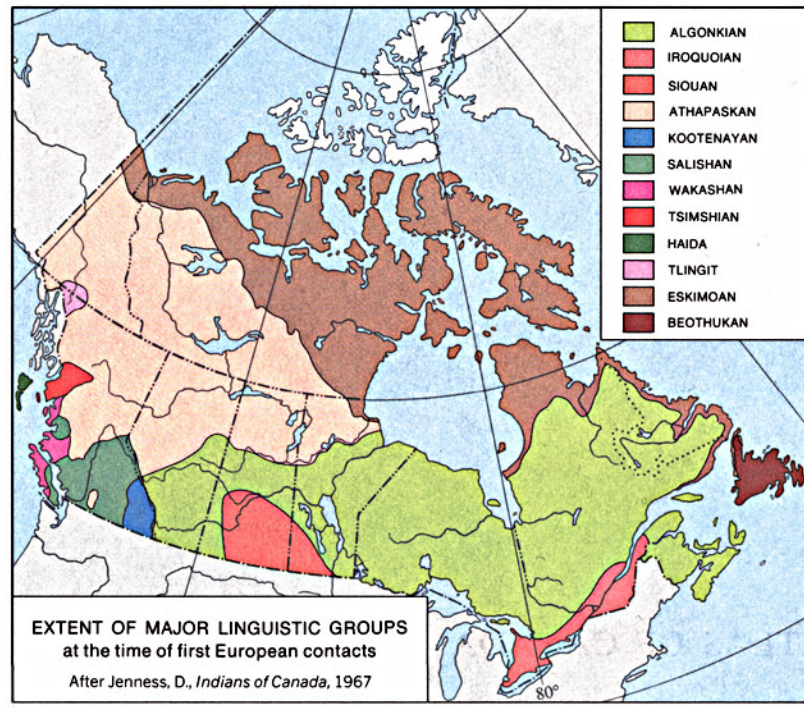 ALGONKIAN
IROQUOIAN
SIOUAN
ATHAPASKAN
KOOTENAYAN
SALISHAN
WAKASHAN
TSIMSHIAN
HAIDA
TLINGIT
ESKIMOAN
BEOTHUKAN
EXTENT OF MAJOR LINGUISTIC GROUPS
at the time of first European contacts
After Jenness, D., Indians of Canada, 1967
80°